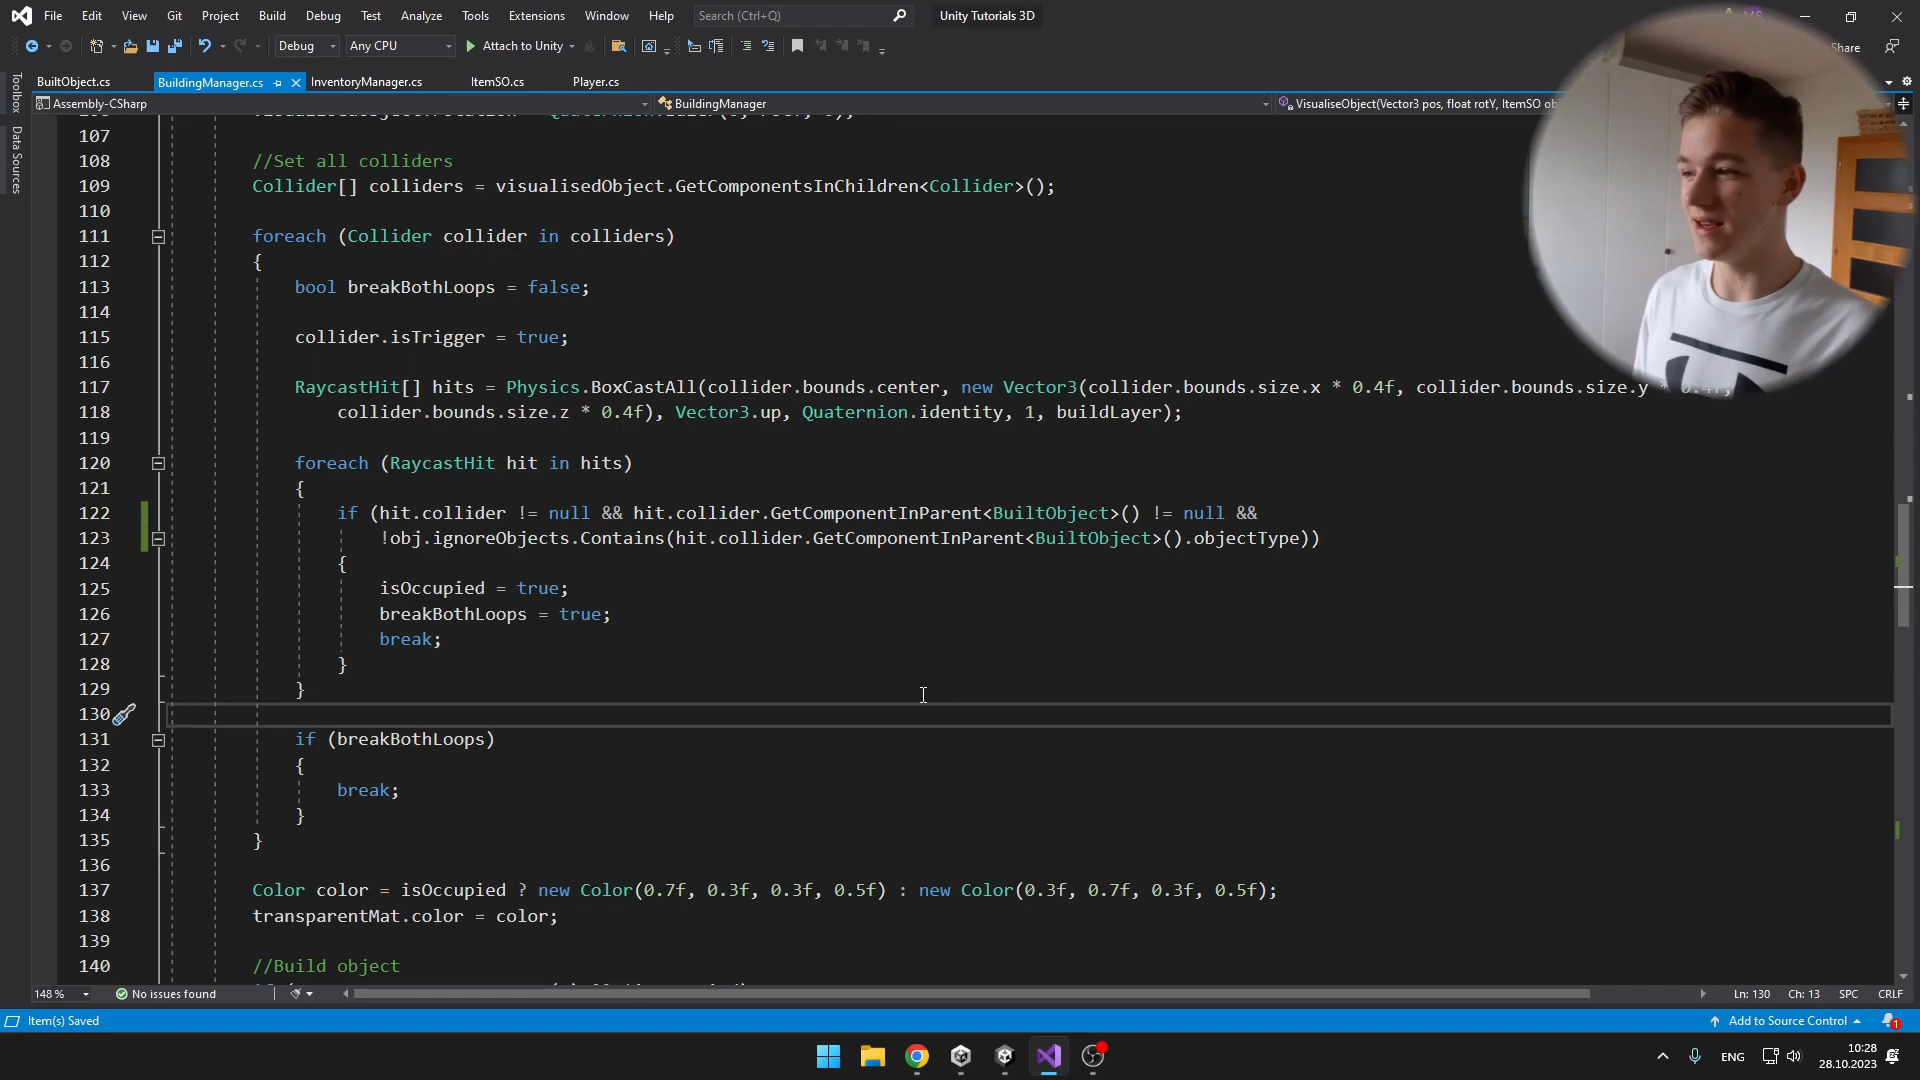 File Edit View Git Project Build Debug Test Analyze Tools Extensions Window Help Search (Ctrl+Q) Unity Tutorials 3D
Debug Any CPU Attach to Unity Share
BuiltObject.cs BuildingManager.cs InventoryManager.cs ItemSO.cs Player.cs
Toolbox
Data Sources
Assembly-CSharp BuildingManager VisualiseObject(Vector3 pos, float rotY, ItemSO
107
108 //Set all colliders
109 Collider[] colliders = visualisedObject.GetComponentsInChildren<Collider>();
110
111 foreach (Collider collider in colliders)
112 {
113 bool breakBothLoops = false;
114
115 collider.isTrigger = true;
116
117 RaycastHit[] hits = Physics.BoxCastAll(collider.bounds.center, new Vector3(collider.bounds.size.x * 0.4f, collider.bounds.size.y * 0.4f,
118 collider.bounds.size.z * 0.4f), Vector3.up, Quaternion.identity, 1, buildLayer);
119
120 foreach (RaycastHit hit in hits)
121 {
122 if (hit.collider != null && hit.collider.GetComponentInParent<BuiltObject>() != null &&
123 !obj.ignoreObjects.Contains(hit.collider.GetComponentInParent<BuiltObject>().objectType))
124 {
125 isOccupied = true;
126 breakBothLoops = true;
127 break;
128 }
129 }
130
131 if (breakBothLoops)
132 {
133 break;
134 }
135 }
136
137 Color color = isOccupied ? new Color(0.7f, 0.3f, 0.3f, 0.5f) : new Color(0.3f, 0.7f, 0.3f, 0.5f);
138 transparentMat.color = color;
139
140 //Build object
148 % No issues found Ln: 130 Ch: 13 SPC CRLF
Item(s) Saved Add to Source Control 1
ENG 10:28
28.10.2023